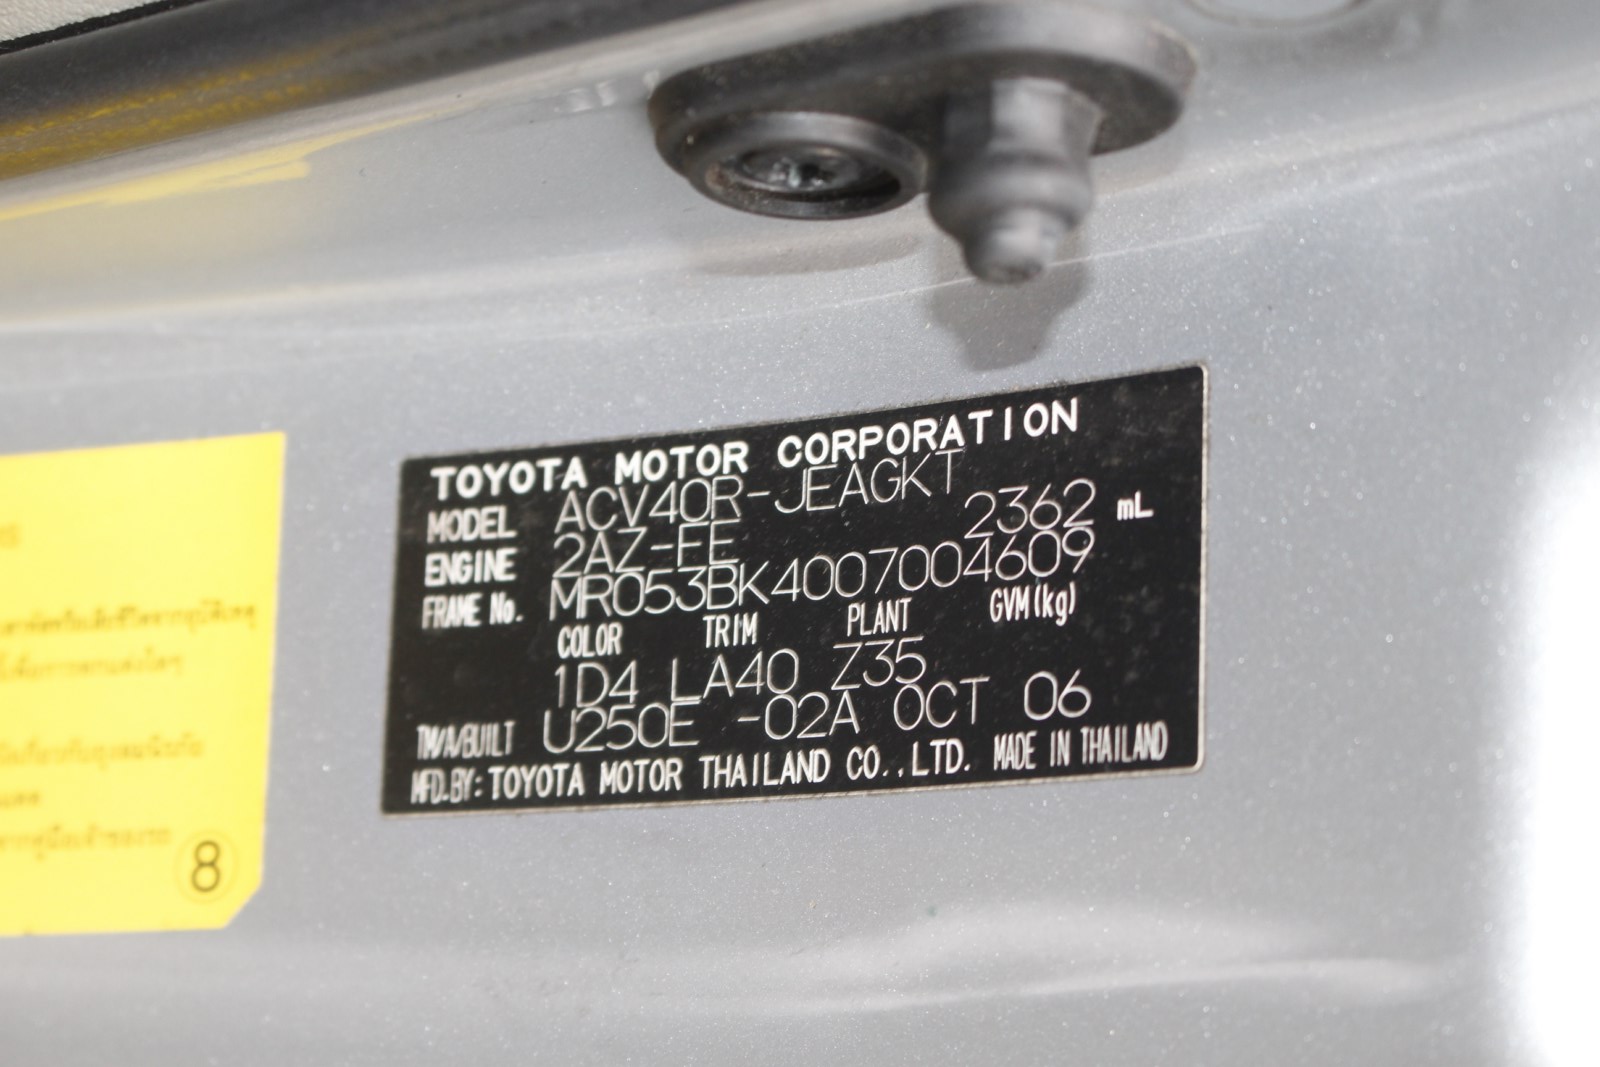 TOYOTA MOTOR CORPORATION
MODEL ACV40R-JEAGKT
ENGINE 2AZ-FE 2362 mL
FRAME No. MR053BK4007004609
COLOR TRIM PLANT GVM(kg)
1D4 LA40 Z35
TM/A/BUILT U250E -02A OCT 06
MFD.BY: TOYOTA MOTOR THAILAND CO.,LTD. MADE IN THAILAND
8